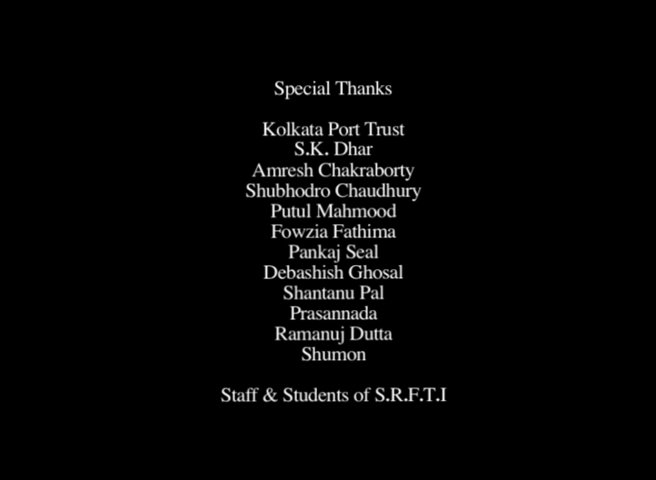 Special Thanks
Kolkata Port Trust
S.K. Dhar
Amresh Chakraborty
Shubhodro Chaudhury
Putul Mahmood
Fowzia Fathima
Pankaj Seal
Debashish Ghosal
Shantanu Pal
Prasannada
Ramanuj Dutta
Shumon
Staff & Students of S.R.F.T.I